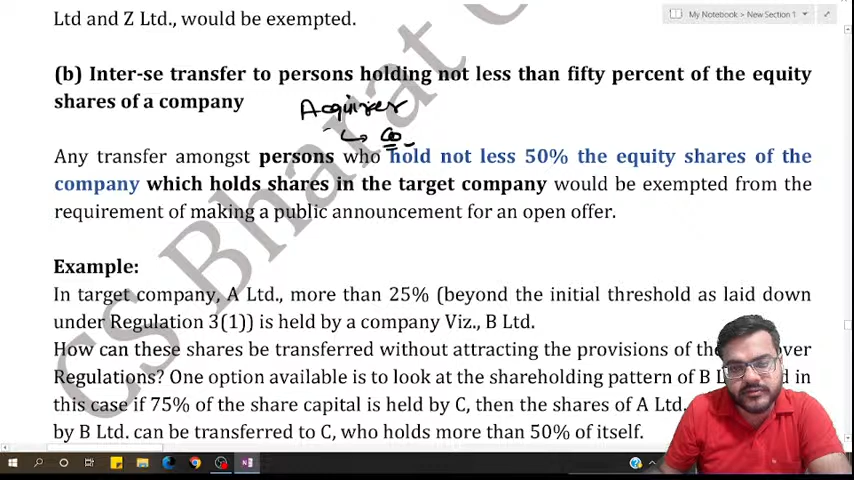 Ltd and Z Ltd., would be exempted.
My Notebook > New Section 1
(b) Inter-se transfer to persons holding not less than fifty percent of the equity
shares of a company
Acquirer
Co
Any transfer amongst persons who hold not less 50% the equity shares of the
company which holds shares in the target company would be exempted from the
requirement of making a public announcement for an open offer.
Example:
In target company, A Ltd., more than 25% (beyond the initial threshold as laid down
under Regulation 3(1)) is held by a company Viz., B Ltd.
How can these shares be transferred without attracting the provisions of the
Regulations? One option available is to look at the shareholding pattern of B in
this case if 75% of the share capital is held by C, then the shares of A Ltd.
by B Ltd. can be transferred to C, who holds more than 50% of itself.
CS Bharat